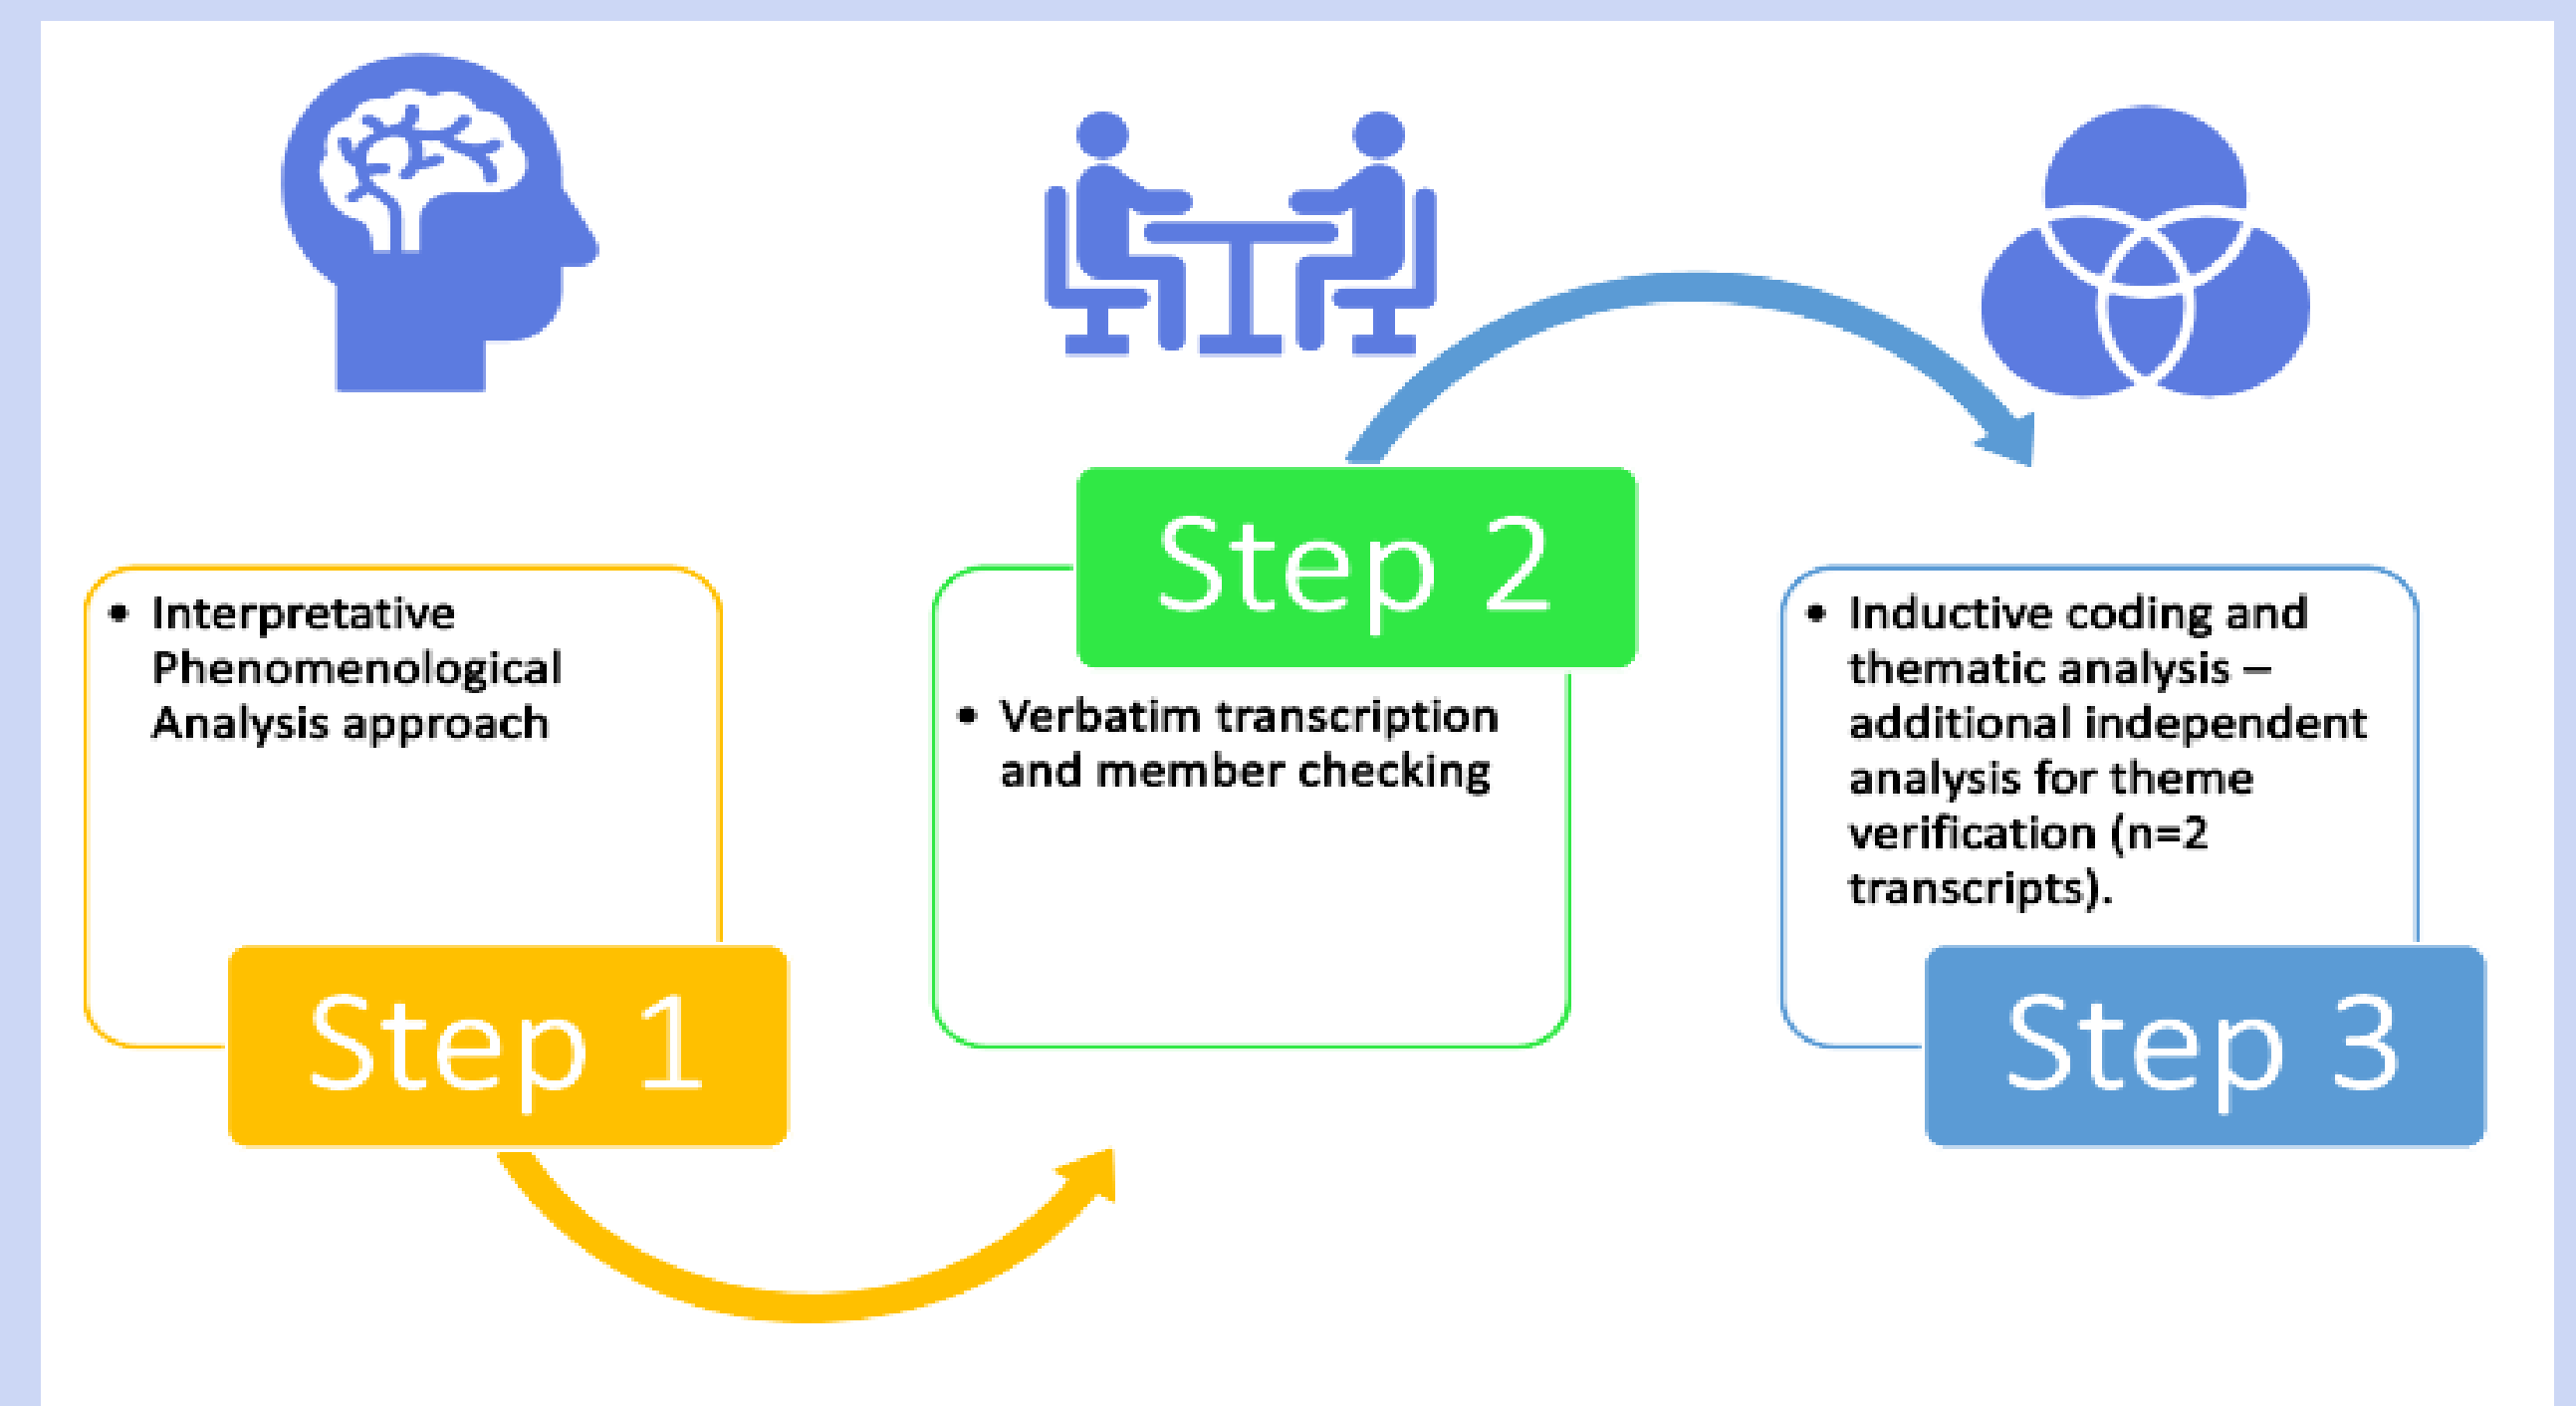 • Interpretative
Phenomenological
Analysis approach
Step 1
Step 2
• Verbatim transcription
and member checking
• Inductive coding and
thematic analysis –
additional independent
analysis for theme
verification (n=2
transcripts).
Step 3